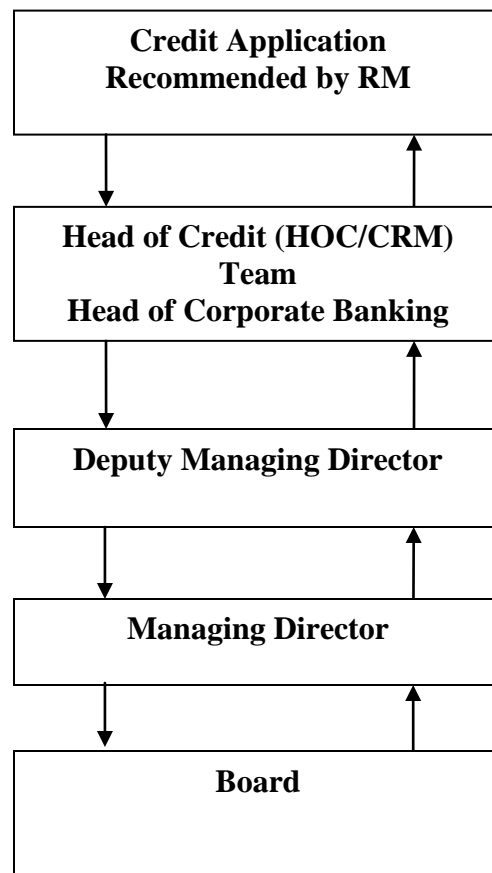 Credit Application
Recommended by RM
Head of Credit (HOC/CRM)
Team
Head of Corporate Banking
Deputy Managing Director
Managing Director
Board